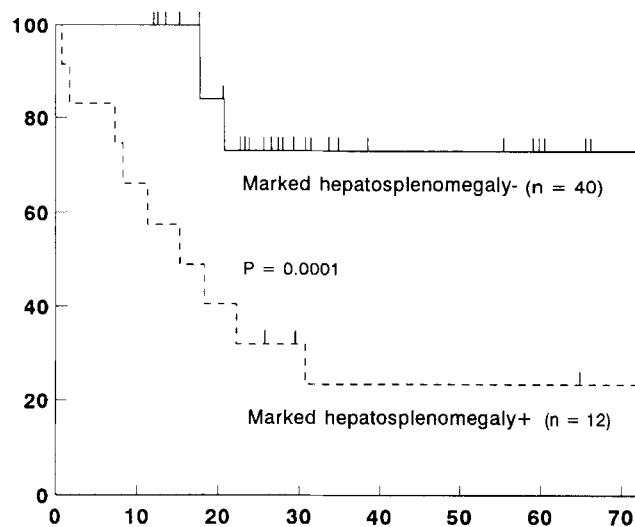 100
80
60
40
20
0
Marked hepatosplenomegaly- (n = 40)
P = 0.0001
Marked hepatosplenomegaly+ (n = 12)
0 10 20 30 40 50 60 70